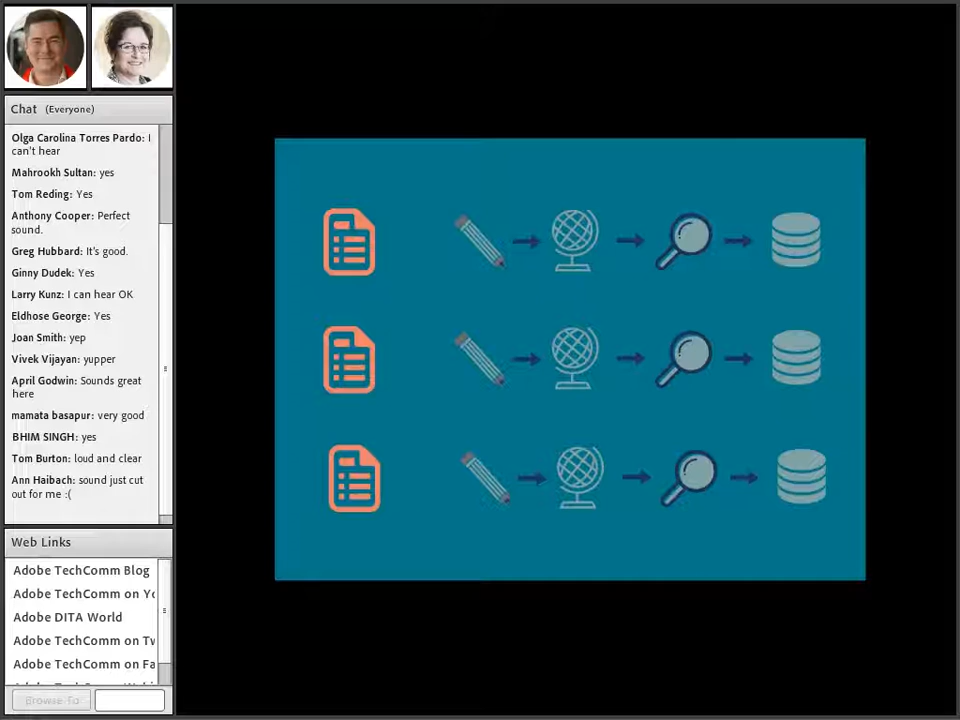 Chat (Everyone)
Olga Carolina Torres Pardo: I
can't hear
Mahrookh Sultan: yes
Tom Reding: Yes
Anthony Cooper: Perfect
sound.
Greg Hubbard: It's good.
Ginny Dudek: Yes
Larry Kunz: I can hear OK
Eldhose George: Yes
Joan Smith: yep
Vivek Vijayan: yupper
April Godwin: Sounds great
here
mamata basapur: very good
BHIM SINGH: yes
Tom Burton: loud and clear
Ann Haibach: sound just cut
out for me :(
Web Links
Adobe TechComm Blog
Adobe TechComm on Yo
Adobe DITA World
Adobe TechComm on Tw
Adobe TechComm on Fa
Browse To